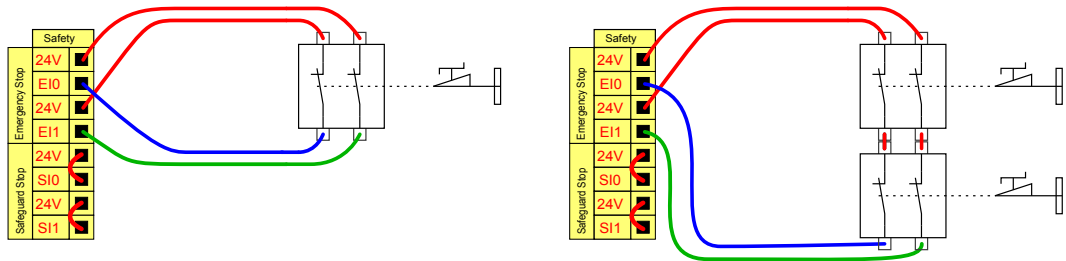 Safety
Emergency Stop
24V
EI0
24V
EI1
Safeguard Stop
24V
SI0
24V
SI1
Safety
Emergency Stop
24V
EI0
24V
EI1
Safeguard Stop
24V
SI0
24V
SI1